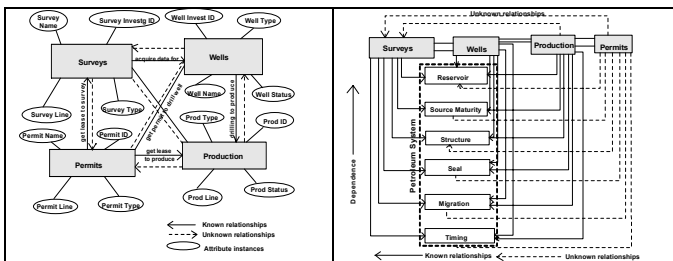 Survey Name
Survey Investg ID
Well Invest ID
Well Type
Surveys
acquire data for
Wells
Well Name
Well Status
Survey Line
Survey Type
get lease to survey
get permit to drill well
drilling to produce
Permit Name
Permit ID
Prod Type
Prod ID
Permits
get lease
to produce
Production
Permit Line
Permit Type
Prod Line
Prod Status
Known relationships
Unknown relationships
Attribute instances
Unknown relationships
Surveys
Wells
Production
Permits
Reservoir
Source Maturity
Structure
Seal
Migration
Timing
Petroleum System
Dependence
Known relationships
Unknown relationships